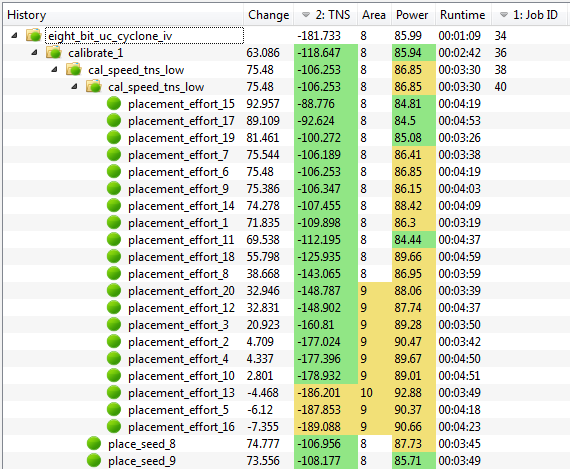 History Change 2: TNS Area Power Runtime 1: Job ID
eight_bit_uc_cyclone_iv -181.733 8 85.99 00:01:09 34
calibrate_1 63.086 -118.647 8 85.94 00:02:42 36
cal_speed_tns_low 75.48 -106.253 8 86.85 00:03:30 38
cal_speed_tns_low 75.48 -106.253 8 86.85 00:03:30 40
placement_effort_15 92.957 -88.776 8 84.81 00:04:19
placement_effort_17 89.109 -92.624 8 84.5 00:04:53
placement_effort_19 81.461 -100.272 8 85.08 00:03:26
placement_effort_7 75.544 -106.189 8 86.41 00:03:38
placement_effort_6 75.48 -106.253 8 86.85 00:04:19
placement_effort_9 75.386 -106.347 8 86.15 00:04:03
placement_effort_14 74.278 -107.455 8 88.42 00:04:09
placement_effort_1 71.835 -109.898 8 86.3 00:03:19
placement_effort_11 69.538 -112.195 8 84.44 00:04:37
placement_effort_18 55.798 -125.935 8 89.66 00:04:59
placement_effort_8 38.668 -143.065 8 86.95 00:03:59
placement_effort_20 32.946 -148.787 9 88.06 00:03:39
placement_effort_12 32.831 -148.902 9 87.74 00:04:37
placement_effort_3 20.923 -160.81 9 89.28 00:03:50
placement_effort_2 4.709 -177.024 9 90.47 00:03:42
placement_effort_4 4.337 -177.396 9 89.67 00:04:50
placement_effort_10 2.801 -178.932 9 89.01 00:04:51
placement_effort_13 -4.468 -186.201 10 92.88 00:03:49
placement_effort_5 -6.12 -187.853 9 90.37 00:04:18
placement_effort_16 -7.355 -189.088 9 90.66 00:04:23
place_seed_8 74.777 -106.956 8 87.73 00:03:45
place_seed_9 73.556 -108.177 8 85.71 00:03:49